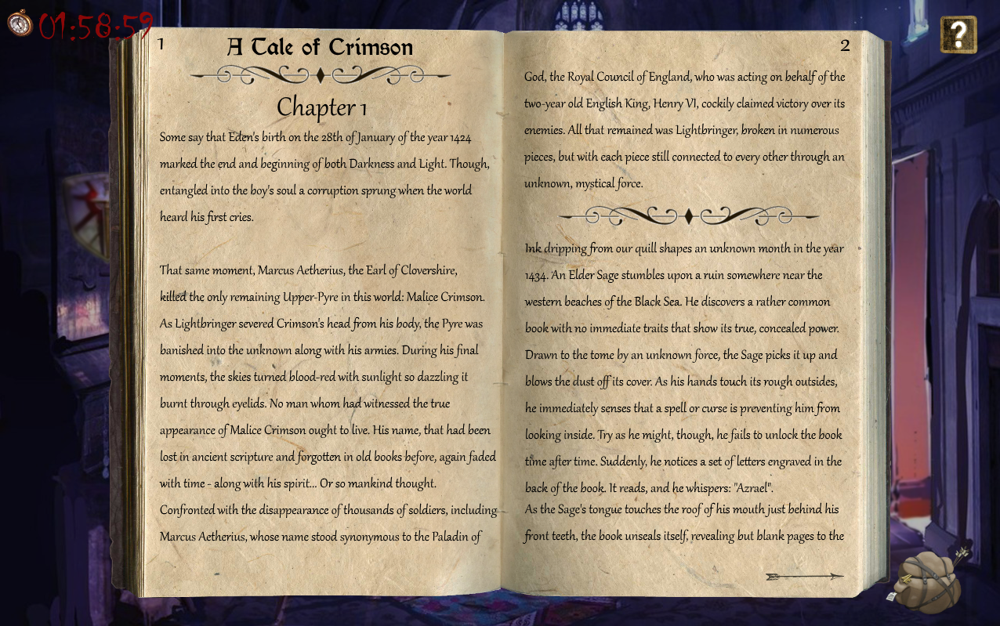 01:58:59
?
1
A Tale of Crimson
Chapter 1
Some say that Eden's birth on the 28th of January of the year 1424
marked the end and beginning of both Darkness and Light. Though,
entangled into the boy's soul a corruption sprung when the world
heard his first cries.
That same moment, Marcus Aetherius, the Earl of Clovershire,
killed the only remaining Upper-Pyre in this world: Malice Crimson.
As Lightbringer severed Crimson's head from his body, the Pyre was
banished into the unknown along with his armies. During his final
moments, the skies turned blood-red with sunlight so dazzling it
burnt through eyelids. No man whom had witnessed the true
appearance of Malice Crimson ought to live. His name, that had been
lost in ancient scripture and forgotten in old books before, again faded
with time - along with his spirit... Or so mankind thought.
Confronted with the disappearance of thousands of soldiers, including
Marcus Aetherius, whose name stood synonymous to the Paladin of
2
God, the Royal Council of England, who was acting on behalf of the
two-year old English King, Henry VI, cockily claimed victory over its
enemies. All that remained was Lightbringer, broken in numerous
pieces, but with each piece still connected to every other through an
unknown, mystical force.
Ink dripping from our quill shapes an unknown month in the year
1434. An Elder Sage stumbles upon a ruin somewhere near the
western beaches of the Black Sea. He discovers a rather common
book with no immediate traits that show its true, concealed power.
Drawn to the tome by an unknown force, the Sage picks it up and
blows the dust off its cover. As his hands touch its rough outsides,
he immediately senses that a spell or curse is preventing him from
looking inside. Try as he might, though, he fails to unlock the book
time after time. Suddenly, he notices a set of letters engraved in the
back of the book. It reads, and he whispers: "Azrael".
As the Sage's tongue touches the roof of his mouth just behind his
front teeth, the book unseals itself, revealing but blank pages to the